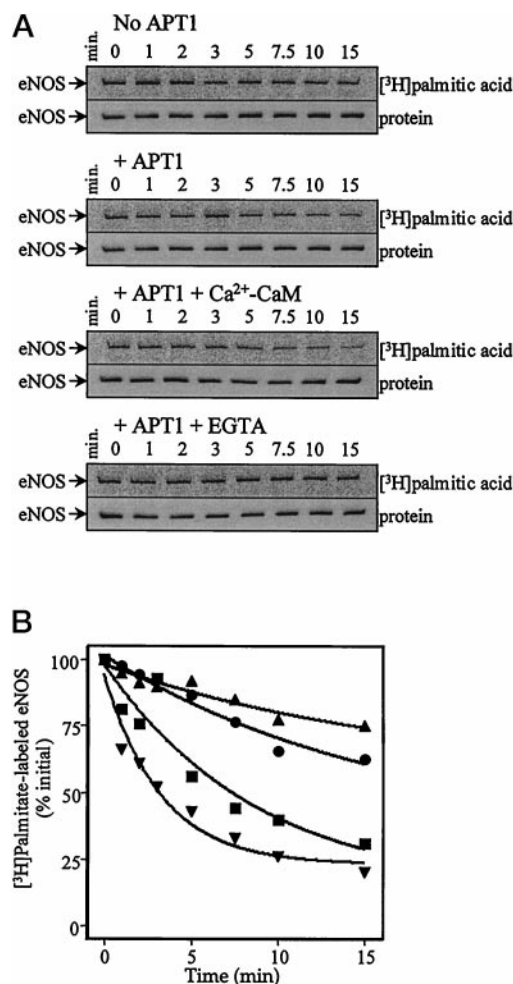 A
No APT1
min. 0 1 2 3 5 7.5 10 15
eNOS→ [³H]palmitic acid
eNOS→ protein
+ APT1
min. 0 1 2 3 5 7.5 10 15
eNOS→ [³H]palmitic acid
eNOS→ protein
+ APT1 + Ca²⁺-CaM
min. 0 1 2 3 5 7.5 10 15
eNOS→ [³H]palmitic acid
eNOS→ protein
+ APT1 + EGTA
min. 0 1 2 3 5 7.5 10 15
eNOS→ [³H]palmitic acid
eNOS→ protein
B
[³H]Palmitate-labeled eNOS
(% initial)
100
75
50
25
0
0 5 10 15
Time (min)